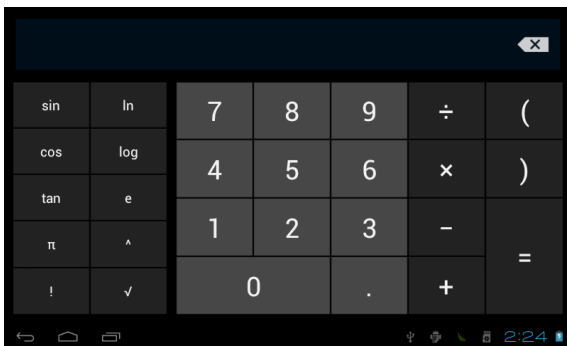 sin ln 7 8 9 ÷ (
cos log 4 5 6 × )
tan e
π ^ 1 2 3 − =
! √ 0 . +
2:24